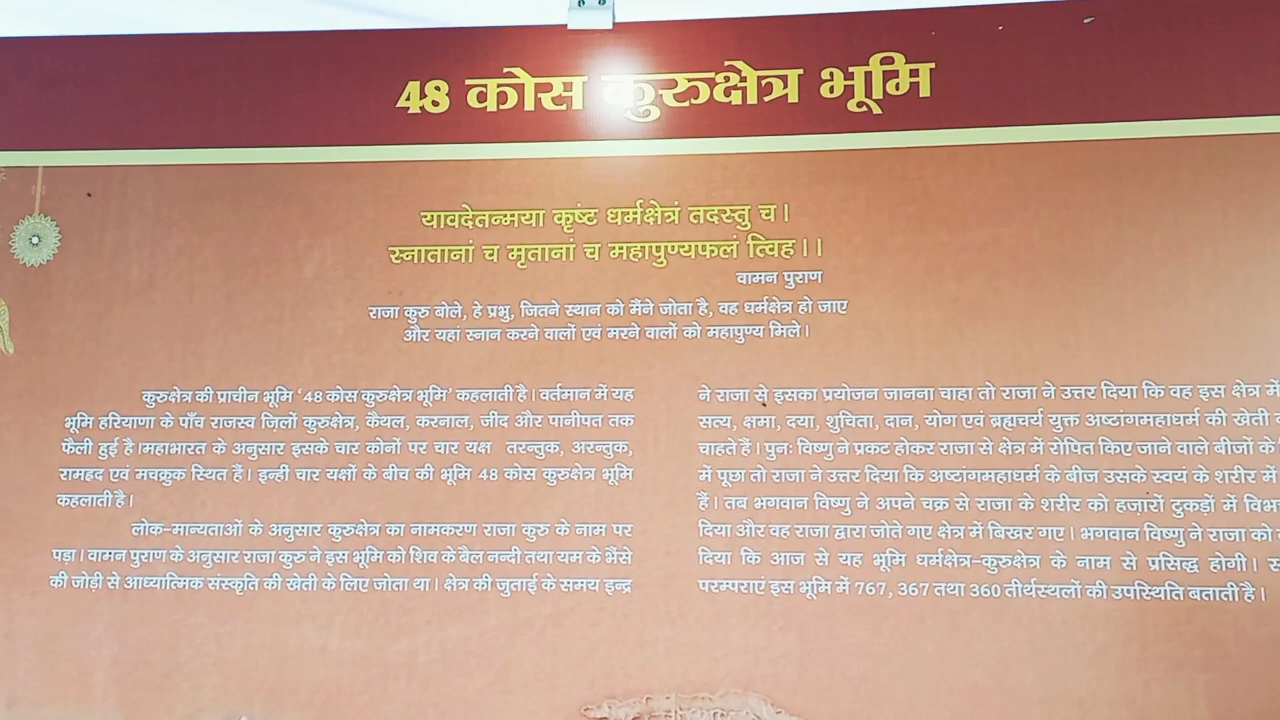 48 कोस कुरुक्षेत्र भूमि
यावदेतन्मया कृष्ट धर्मक्षेत्रं तदस्तु च।
स्नातानां च मृतानां च महापुण्यफलं त्विह।।
वामन पुराण
राजा कुरु बोले, हे प्रभु, जितने स्थान को मैंने जोता है, वह धर्मक्षेत्र हो जाए
और यहां स्नान करने वालों एवं मरने वालों को महापुण्य मिले।
कुरुक्षेत्र की प्राचीन भूमि ‘48 कोस कुरुक्षेत्र भूमि’ कहलाती है। वर्तमान में यह
भूमि हरियाणा के पाँच राजस्व जि़लों कुरुक्षेत्र, कैथल, करनाल, जींद और पानीपत तक
फैली हुई है।महाभारत के अनुसार इसके चार कोनों पर चार यक्ष तरन्तुक, अरन्तुक,
रामहृद एवं मचक्रुक स्थित हैं। इन्हीं चार यक्षों के बीच की भूमि 48 कोस कुरुक्षेत्र भूमि
कहलाती है।
लोक-मान्यताओं के अनुसार कुरुक्षेत्र का नामकरण राजा कुरु के नाम पर
पड़ा। वामन पुराण के अनुसार राजा कुरु ने इस भूमि को शिव के बैल नन्दी तथा यम के भैंसे
की जोड़ी से आध्यात्मिक संस्कृति की खेती के लिए जोता था। क्षेत्र की जुताई के समय इन्द्र
ने राजा से इसका प्रयोजन जानना चाहा तो राजा ने उत्तर दिया कि वह इस क्षेत्र में
सत्य, क्षमा, दया, शुचिता, दान, योग एवं ब्रह्मचर्य युक्त अष्टांगमहाधर्म की खेती
चाहते हैं। पुनः विष्णु ने प्रकट होकर राजा से क्षेत्र में रोपित किए जाने वाले बीजों के
में पूछा तो राजा ने उत्तर दिया कि अष्टांगमहाधर्म के बीज उसके स्वयं के शरीर में
हैं। तब भगवान विष्णु ने अपने चक्र से राजा के शरीर को हज़ारों टुकड़ों में
दिया और वह राजा द्वारा जोते गए क्षेत्र में बिखर गए। भगवान विष्णु ने राजा को
दिया कि आज से यह भूमि धर्मक्षेत्र-कुरुक्षेत्र के नाम से प्रसिद्ध होगी।
परम्पराएं इस भूमि में 767, 367 तथा 360 तीर्थस्थलों की उपस्थिति बताती है।